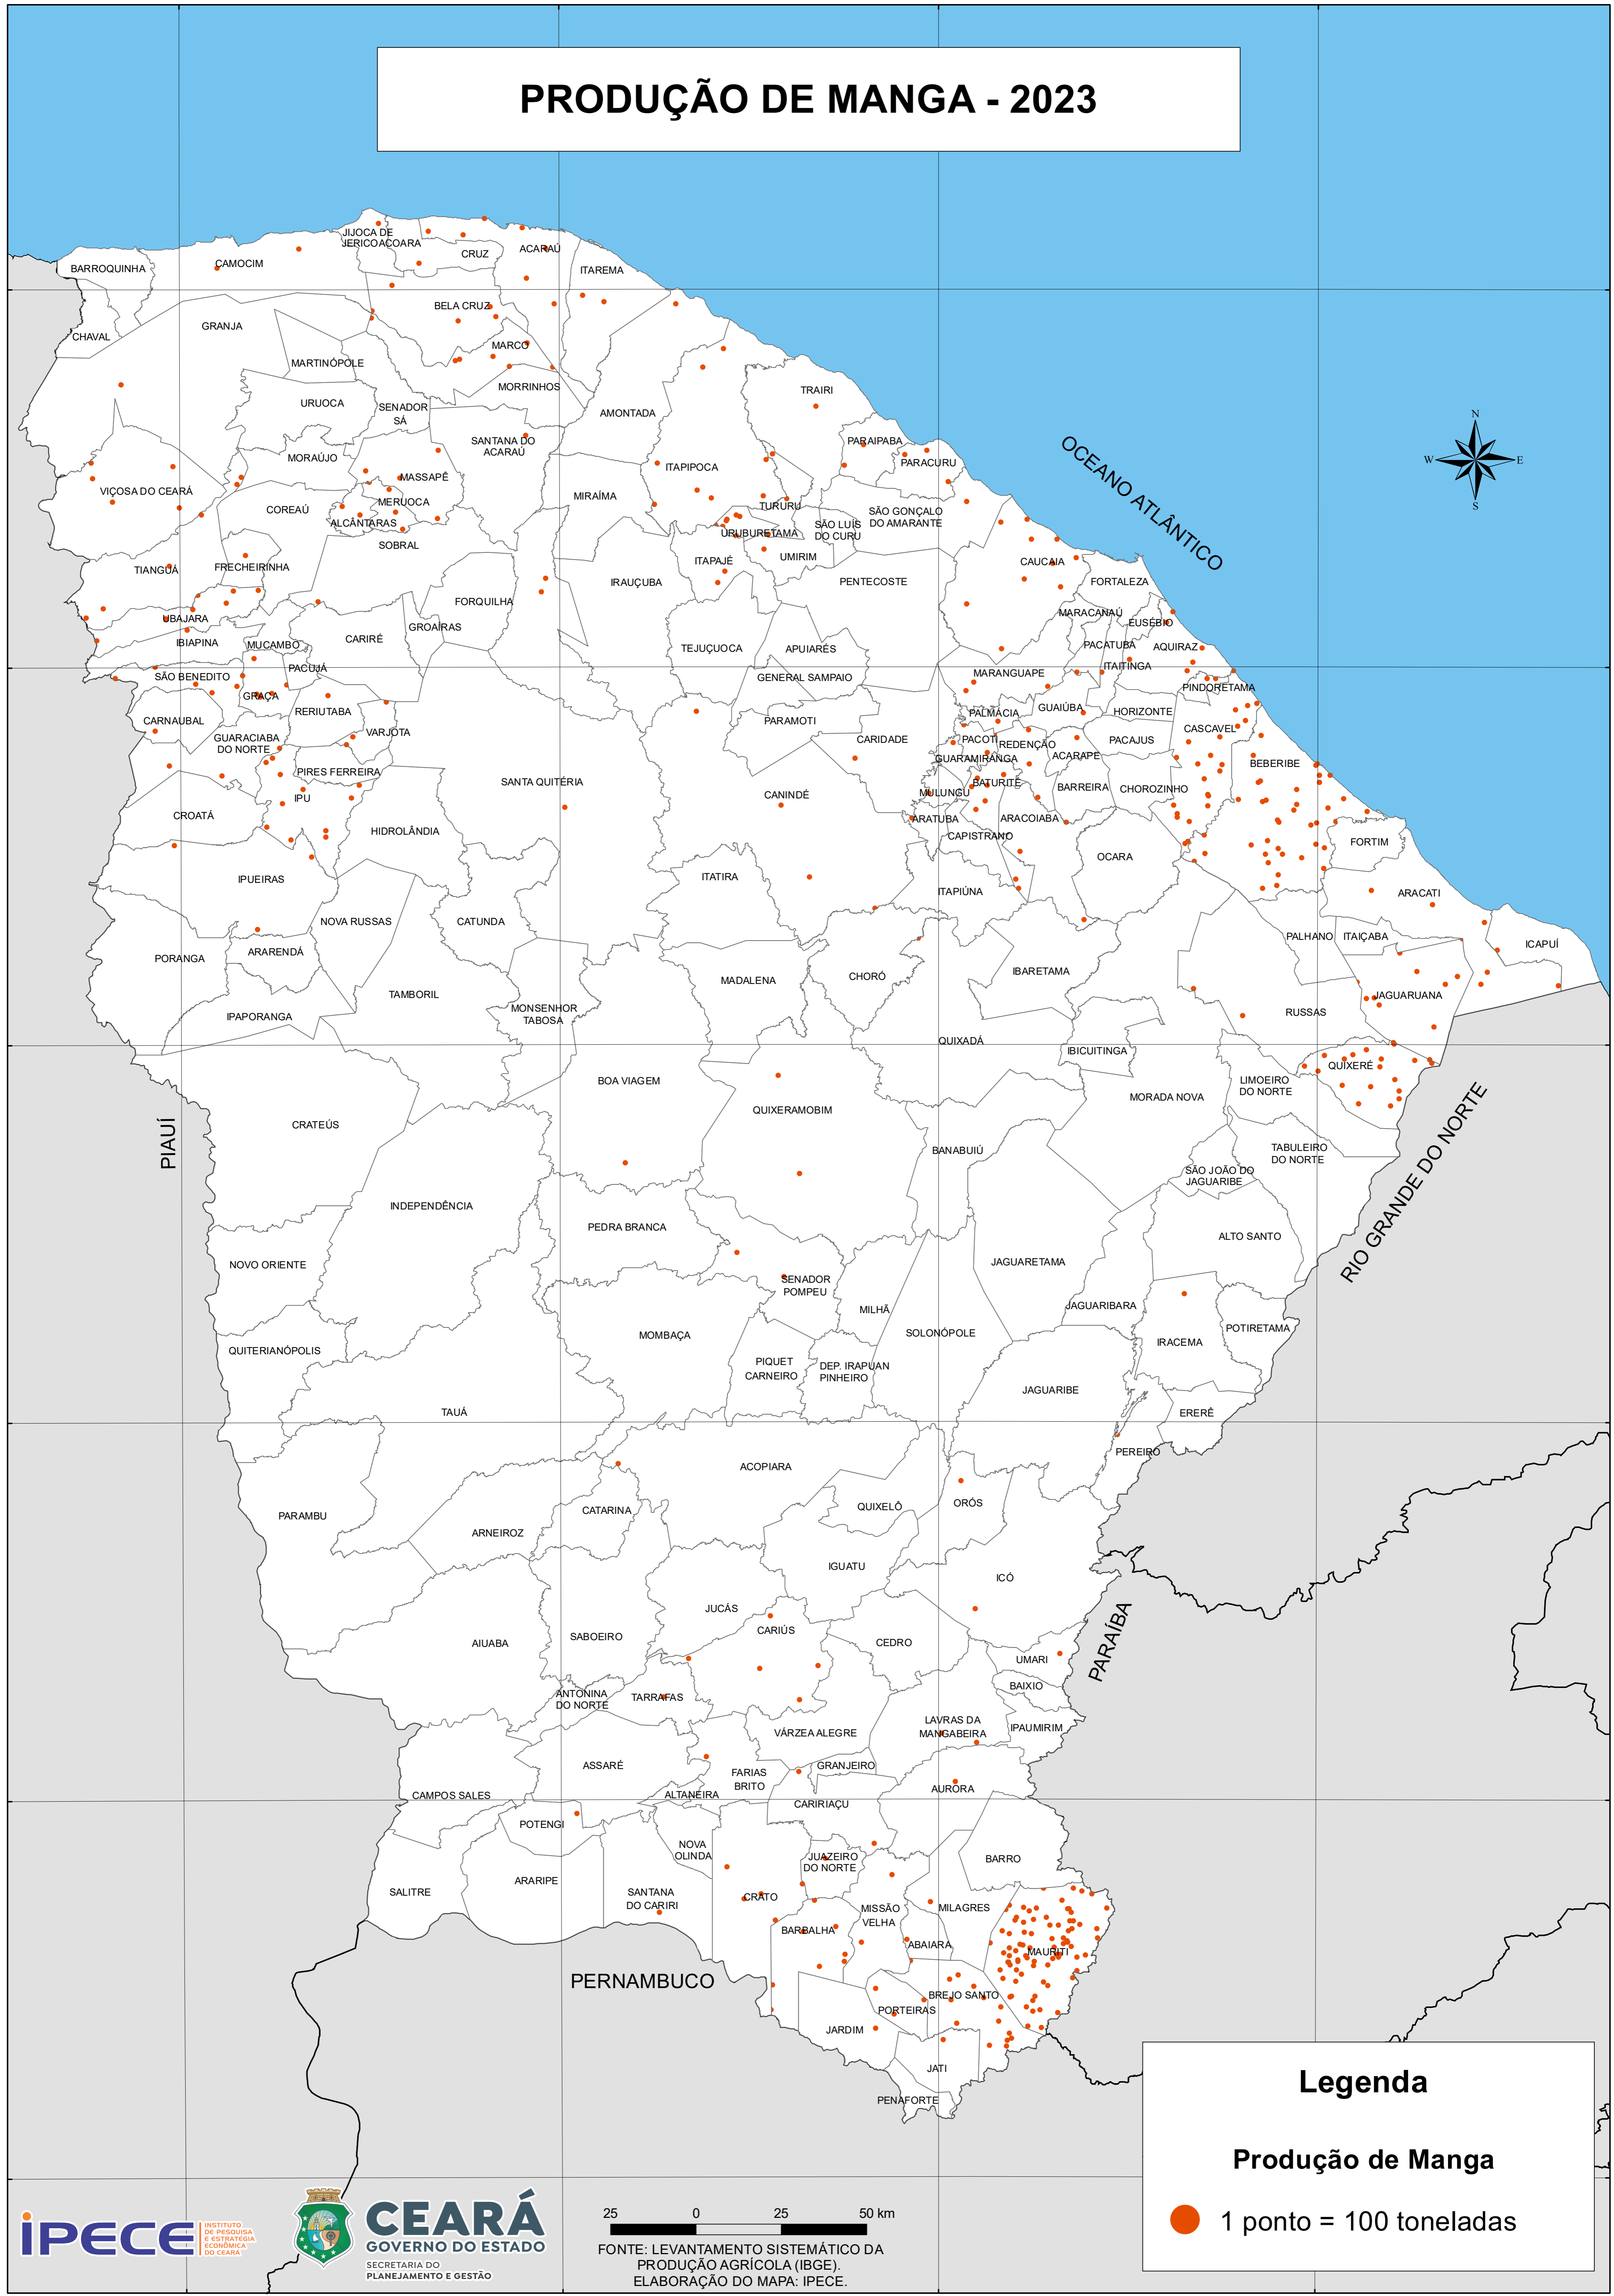 PRODUÇÃO DE MANGA - 2023
JIJOCA DE
JERICOACOARA
CRUZ
ACARAÚ
BARROQUINHA
CAMOCIM
ITAREMA
BELA CRUZ
GRANJA
CHAVAL
MARCO
MARTINÓPOLE
MORRINHOS
TRAIRI
URUOCA
SENADOR
SÁ
AMONTADA
N
W
E
S
OCEANO ATLÂNTICO
SANTANA DO
ACARAÚ
PARAIPABA
MORAÚJO
PARACURU
ITAPIPOCA
MASSAPÊ
VIÇOSA DO CEARÁ
MIRAÍMA
MERUOCA
TURURU
COREAÚ
SÃO GONÇALO
DO AMARANTE
ALCÂNTARAS
SÃO LUÍS
DO CURU
URUBURETAMA
SOBRAL
UMIRIM
ITAPAJÉ
CAUCAIA
TIANGUÁ
FRECHEIRINHA
IRAUÇUBA
PENTECOSTE
FORTALEZA
FORQUILHA
MARACANAÚ
UBAJARA
EUSÉBIO
GROAÍRAS
IBIAPINA
MUCAMBO
CARIRÉ
TEJUÇUOCA
APUIARÉS
PACATUBA
AQUIRAZ
PACUJÁ
ITAITINGA
SÃO BENEDITO
GENERAL SAMPAIO
MARANGUAPE
PINDORETAMA
GRAÇA
RERIUTABA
GUAIÚBA
PALMÁCIA
HORIZONTE
CARNAUBAL
PARAMOTI
VARJOTA
CASCAVEL
GUARACIABA
DO NORTE
CARIDADE
PACOTI
REDENÇÃO
PACAJUS
GUARAMIRANGA
ACARAPE
BEBERIBE
PIRES FERREIRA
SANTA QUITÉRIA
BATURITÉ
BARREIRA
CHOROZINHO
MULUNGU
CANINDÉ
IPU
CROATÁ
ARATUBA
ARACOIABA
HIDROLÂNDIA
CAPISTRANO
FORTIM
OCARA
IPUEIRAS
ITATIRA
ITAPIÚNA
ARACATI
NOVA RUSSAS
CATUNDA
PALHANO
ITAIÇABA
ICAPUÍ
ARARENDÁ
PORANGA
IBARETAMA
CHORÓ
MADALENA
TAMBORIL
JAGUARUANA
MONSENHOR
TABOSA
IPAPORANGA
RUSSAS
QUIXADÁ
IBICUITINGA
QUIXERÉ
BOA VIAGEM
LIMOEIRO
DO NORTE
MORADA NOVA
QUIXERAMOBIM
CRATEÚS
PIAUÍ
BANABUIÚ
TABULEIRO
DO NORTE
SÃO JOÃO DO
JAGUARIBE
RIO GRANDE DO NORTE
INDEPENDÊNCIA
PEDRA BRANCA
ALTO SANTO
NOVO ORIENTE
JAGUARETAMA
SENADOR
POMPEU
MILHÃ
JAGUARIBARA
SOLONÓPOLE
POTIRETAMA
MOMBAÇA
IRACEMA
QUITERIANÓPOLIS
PIQUET
CARNEIRO
DEP. IRAPUAN
PINHEIRO
JAGUARIBE
TAUÁ
ERERÊ
PEREIRO
ACOPIARA
ORÓS
QUIXELÔ
CATARINA
PARAMBU
ARNEIROZ
IGUATU
ICÓ
JUCÁS
CARIÚS
SABOEIRO
CEDRO
AIUABA
PARAÍBA
UMARI
BAIXIO
ANTONINA
DO NORTE
TARRAFAS
LAVRAS DA
MANGABEIRA
IPAUMIRIM
VÁRZEA ALEGRE
ASSARÉ
GRANJEIRO
FARIAS
BRITO
AURORA
CAMPOS SALES
ALTANEIRA
CARIRIAÇU
POTENGI
NOVA
OLINDA
JUAZEIRO
DO NORTE
BARRO
ARARIPE
SALITRE
SANTANA
DO CARIRI
CRATO
MISSÃO
VELHA
MILAGRES
BARBALHA
ABAIARA
MAURITI
PERNAMBUCO
BREJO SANTO
PORTEIRAS
JARDIM
JATI
PENAFORTE
Legenda
Produção de Manga
1 ponto = 100 toneladas
iPECE
INSTITUTO
DE PESQUISA
E ESTRATÉGIA
ECONÔMICA
DO CEARÁ
CEARÁ
GOVERNO DO ESTADO
SECRETARIA DO
PLANEJAMENTO E GESTÃO
25 0 25 50 km
FONTE: LEVANTAMENTO SISTEMÁTICO DA
PRODUÇÃO AGRÍCOLA (IBGE).
ELABORAÇÃO DO MAPA: IPECE.